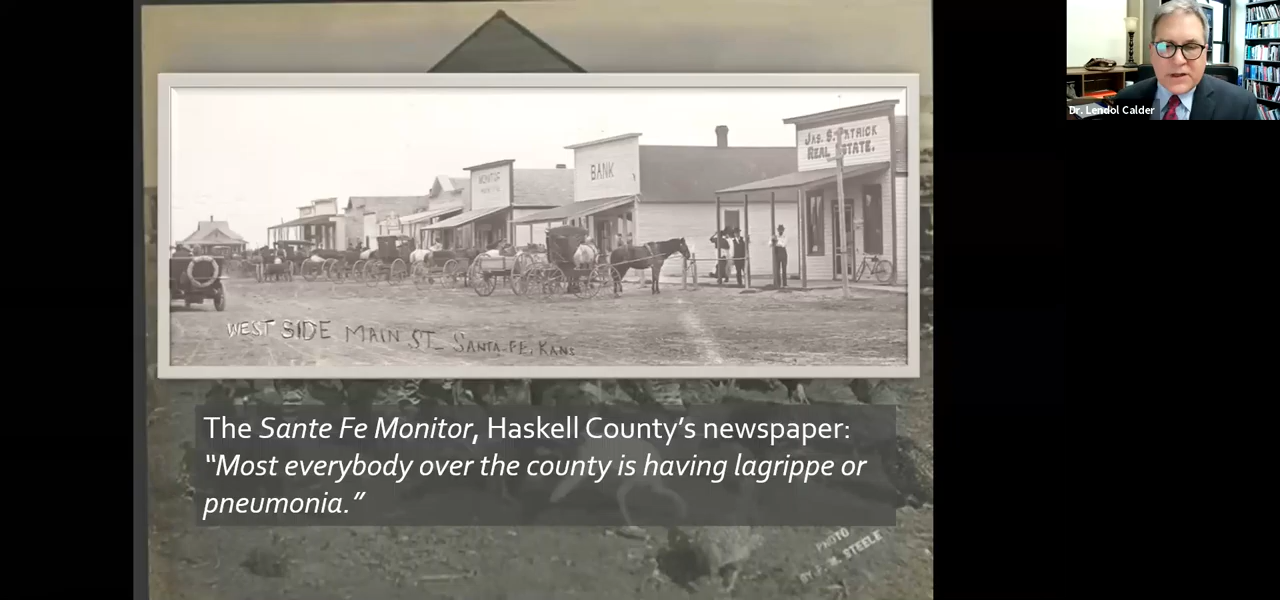 Dr. Lendol Calder
JAS. S. PATRICK
REAL ESTATE.
BANK
MONITOR
WEST SIDE MAIN ST. SANTA FE, KANS
The Sante Fe Monitor, Haskell County’s newspaper:
“Most everybody over the county is having lagrippe or
pneumonia.”
PHOTO
BY F. M. STEELE